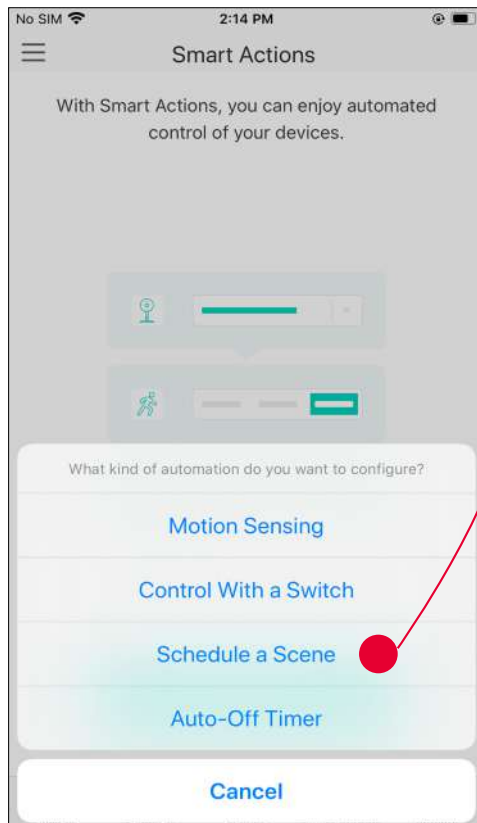 No SIM 2:14 PM
Smart Actions
With Smart Actions, you can enjoy automated
control of your devices.
What kind of automation do you want to configure?
Motion Sensing
Control With a Switch
Schedule a Scene
Auto-Off Timer
Cancel